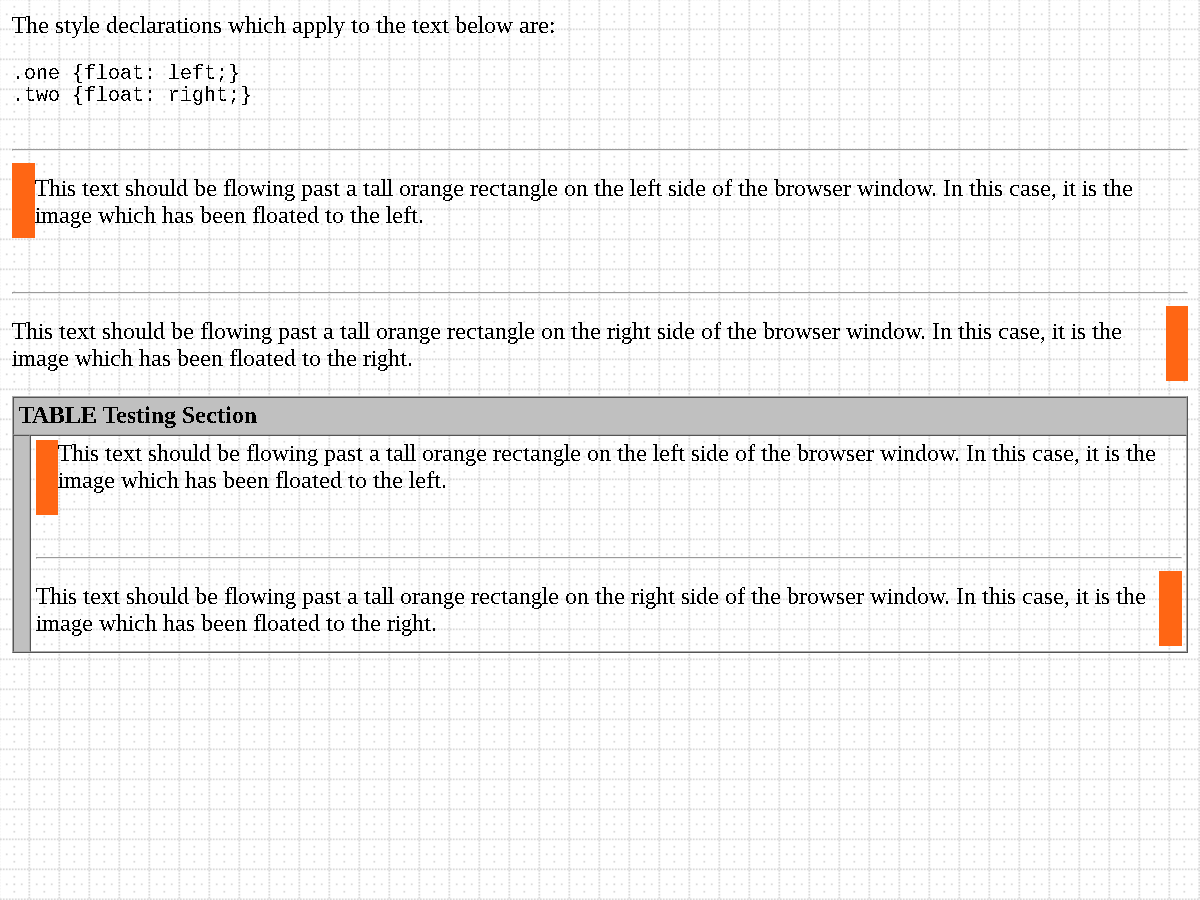 The style declarations which apply to the text below are:
.one {float: left;}
.two {float: right;}
This text should be flowing past a tall orange rectangle on the left side of the browser window. In this case, it is the
image which has been floated to the left.
This text should be flowing past a tall orange rectangle on the right side of the browser window. In this case, it is the
image which has been floated to the right.
TABLE Testing Section
This text should be flowing past a tall orange rectangle on the left side of the browser window. In this case, it is the
image which has been floated to the left.
This text should be flowing past a tall orange rectangle on the right side of the browser window. In this case, it is the
image which has been floated to the right.